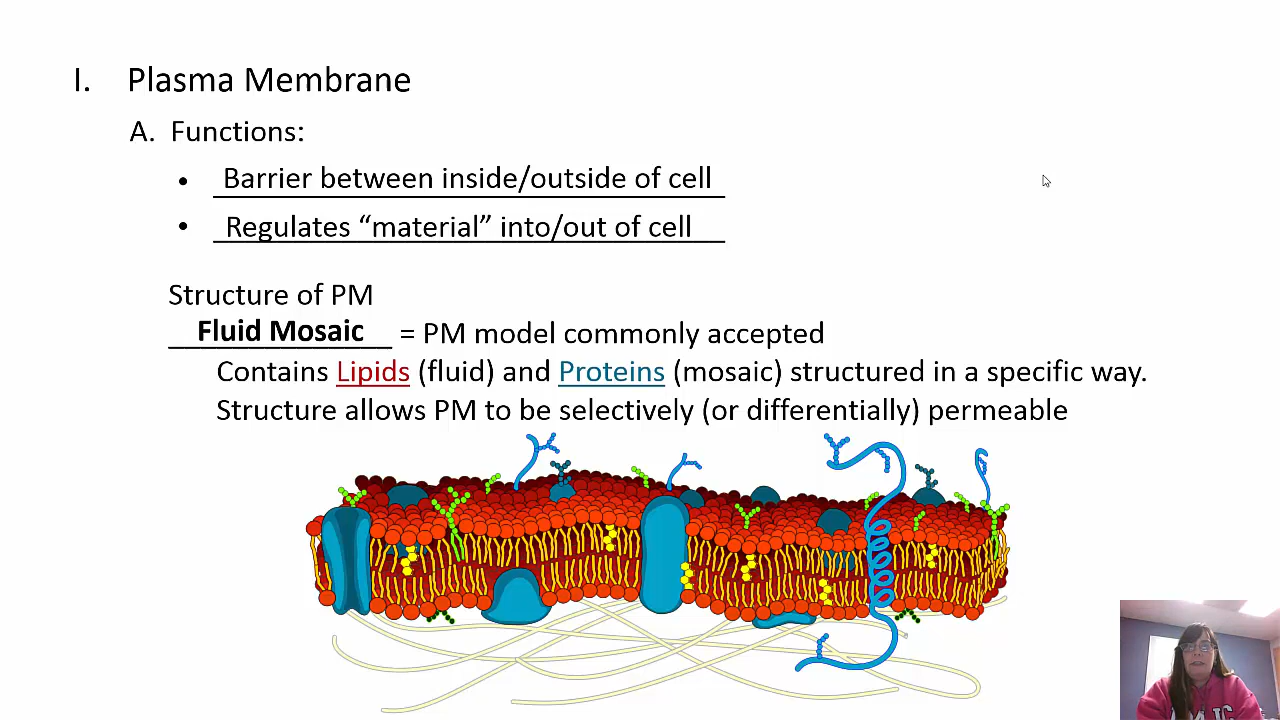 I. Plasma Membrane
A. Functions:
• Barrier between inside/outside of cell
• Regulates “material” into/out of cell
Structure of PM
Fluid Mosaic = PM model commonly accepted
Contains Lipids (fluid) and Proteins (mosaic) structured in a specific way.
Structure allows PM to be selectively (or differentially) permeable